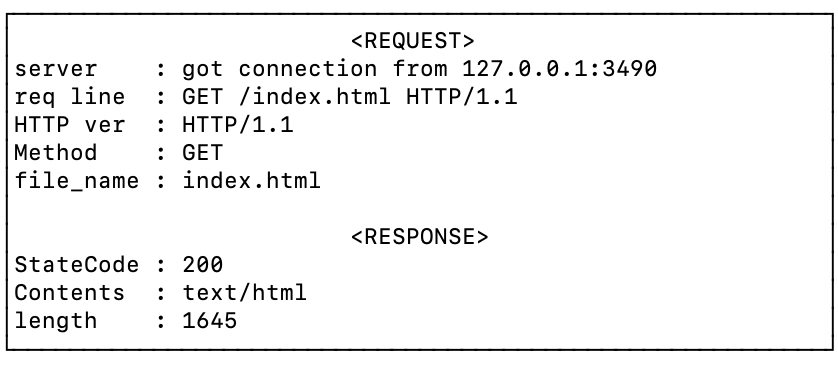 <REQUEST>
server    : got connection from 127.0.0.1:3490
req line  : GET /index.html HTTP/1.1
HTTP ver  : HTTP/1.1
Method    : GET
file_name : index.html
<RESPONSE>
StateCode : 200
Contents  : text/html
length    : 1645